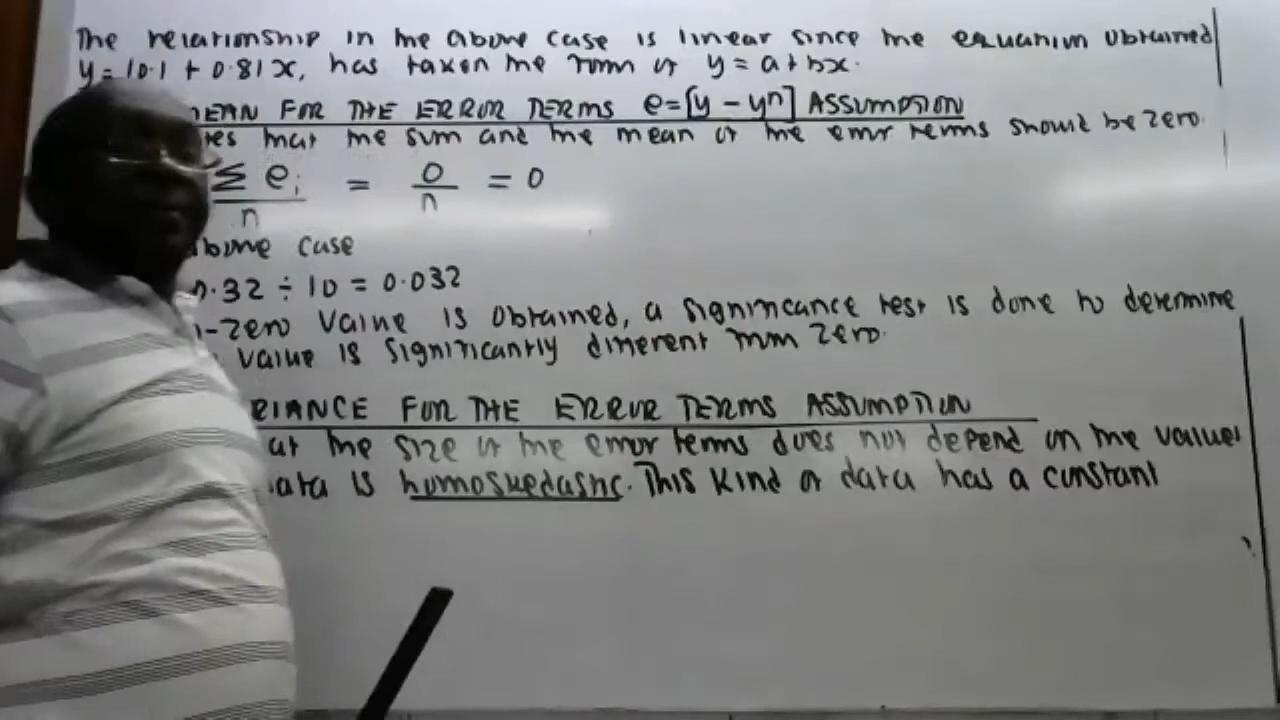 The relationship in the above case is linear since the equation obtained
y = 10.1 + 0.81x, has taken the form of y = a + bx.
EAN FOR THE ERROR TERMS e = [y - yn] ASSUMPTION
es that the sum and the mean of the error terms should be zero.
Σ ei / n = 0 / n = 0
above case
0.32 ÷ 10 = 0.032
-zero value is obtained, a significance test is done to determine
value is significantly different from zero.
RIANCE FOR THE ERROR TERMS ASSUMPTION
at the size of the error terms does not depend on the values
ata is homoskedastic. This kind of data has a constant